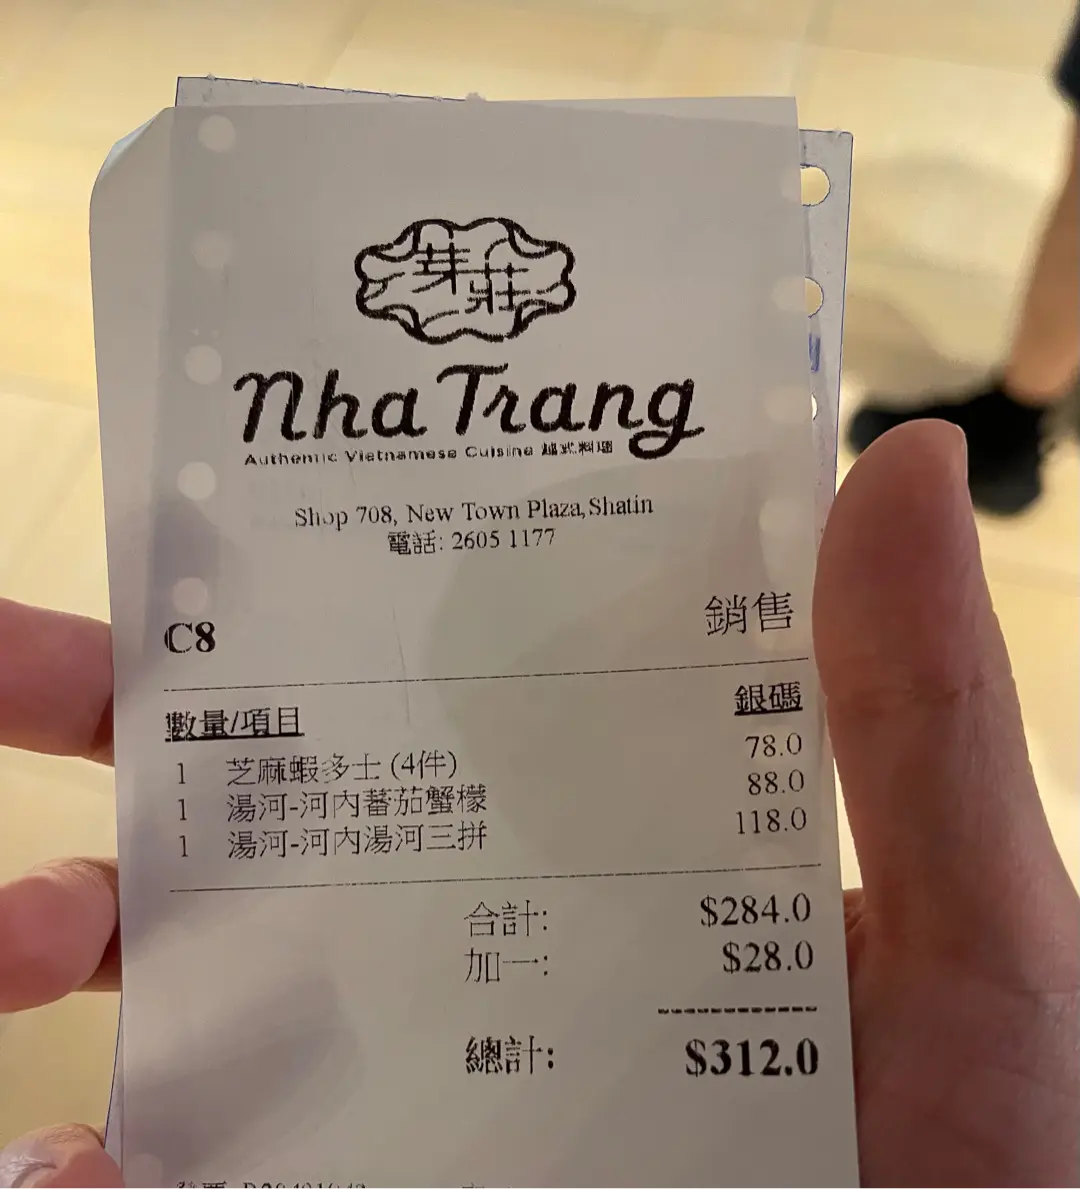 芽莊
Nha Trang
Authentic Vietnamese Cuisine 越式料理
Shop 708, New Town Plaza, Shatin
電話: 2605 1177
C8 銷售
數量/項目 銀碼
1 芝麻蝦多士 (4件) 78.0
1 湯河-河內蕃茄蟹檬 88.0
1 湯河-河內湯河三拼 118.0
合計: $284.0
加一: $28.0
總計: $312.0